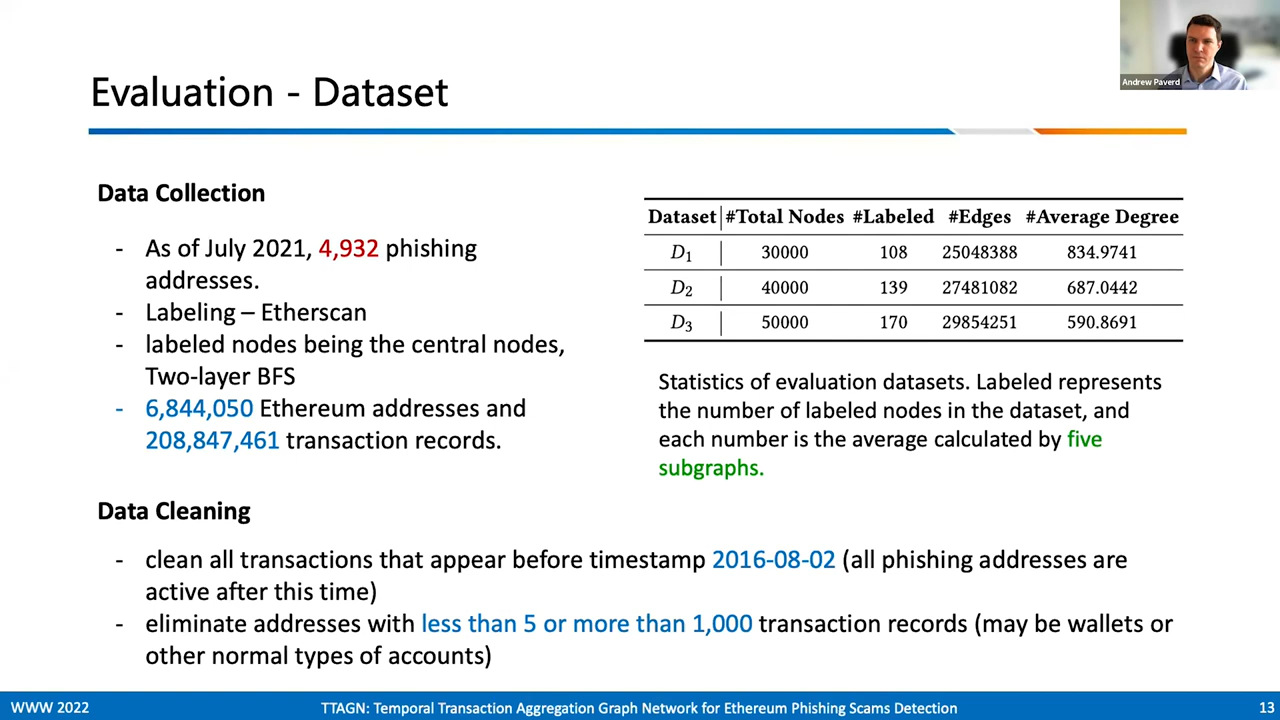 Andrew Paverd
Evaluation - Dataset
Data Collection
- As of July 2021, 4,932 phishing
addresses.
- Labeling – Etherscan
- labeled nodes being the central nodes,
Two-layer BFS
- 6,844,050 Ethereum addresses and
208,847,461 transaction records.
Dataset #Total Nodes #Labeled #Edges #Average Degree
D1 30000 108 25048388 834.9741
D2 40000 139 27481082 687.0442
D3 50000 170 29854251 590.8691
Statistics of evaluation datasets. Labeled represents
the number of labeled nodes in the dataset, and
each number is the average calculated by five
subgraphs.
Data Cleaning
- clean all transactions that appear before timestamp 2016-08-02 (all phishing addresses are
active after this time)
- eliminate addresses with less than 5 or more than 1,000 transaction records (may be wallets or
other normal types of accounts)
WWW 2022 TTAGN: Temporal Transaction Aggregation Graph Network for Ethereum Phishing Scams Detection 13